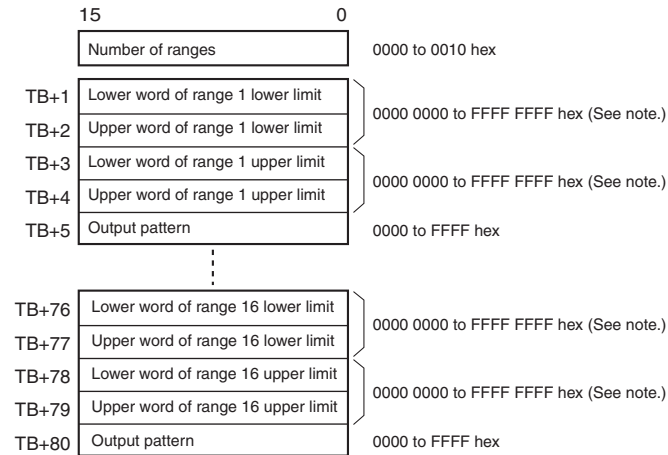 15 0
Number of ranges 0000 to 0010 hex
TB+1 Lower word of range 1 lower limit
0000 0000 to FFFF FFFF hex (See note.)
TB+2 Upper word of range 1 lower limit
TB+3 Lower word of range 1 upper limit
0000 0000 to FFFF FFFF hex (See note.)
TB+4 Upper word of range 1 upper limit
TB+5 Output pattern 0000 to FFFF hex
TB+76 Lower word of range 16 lower limit
0000 0000 to FFFF FFFF hex (See note.)
TB+77 Upper word of range 16 lower limit
TB+78 Lower word of range 16 upper limit
0000 0000 to FFFF FFFF hex (See note.)
TB+79 Upper word of range 16 upper limit
TB+80 Output pattern 0000 to FFFF hex